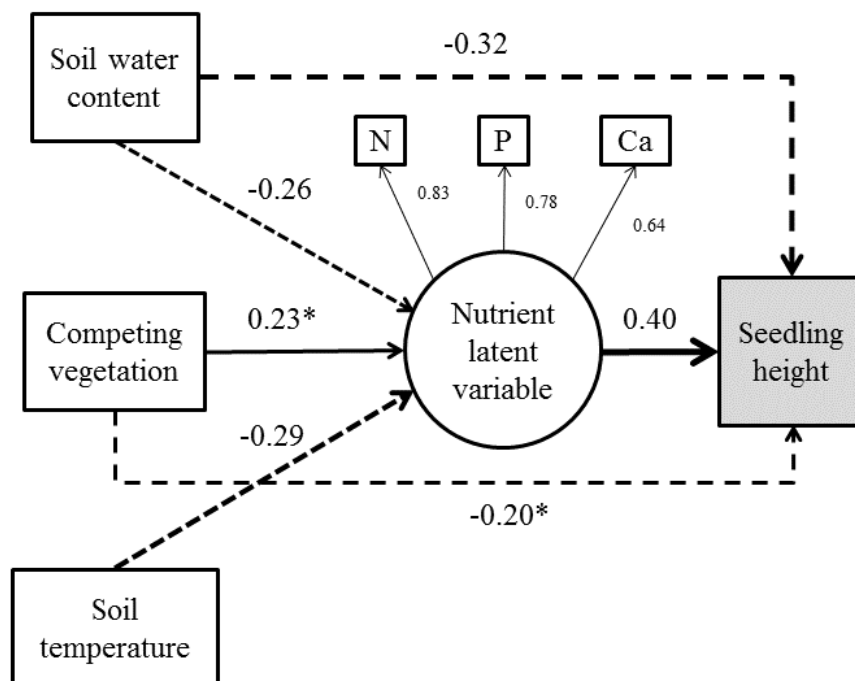 -0.32
Soil water
content
N
P
Ca
0.83
0.78
0.64
-0.26
Competing
vegetation
0.23*
Nutrient
latent
variable
0.40
Seedling
height
-0.29
-0.20*
Soil
temperature